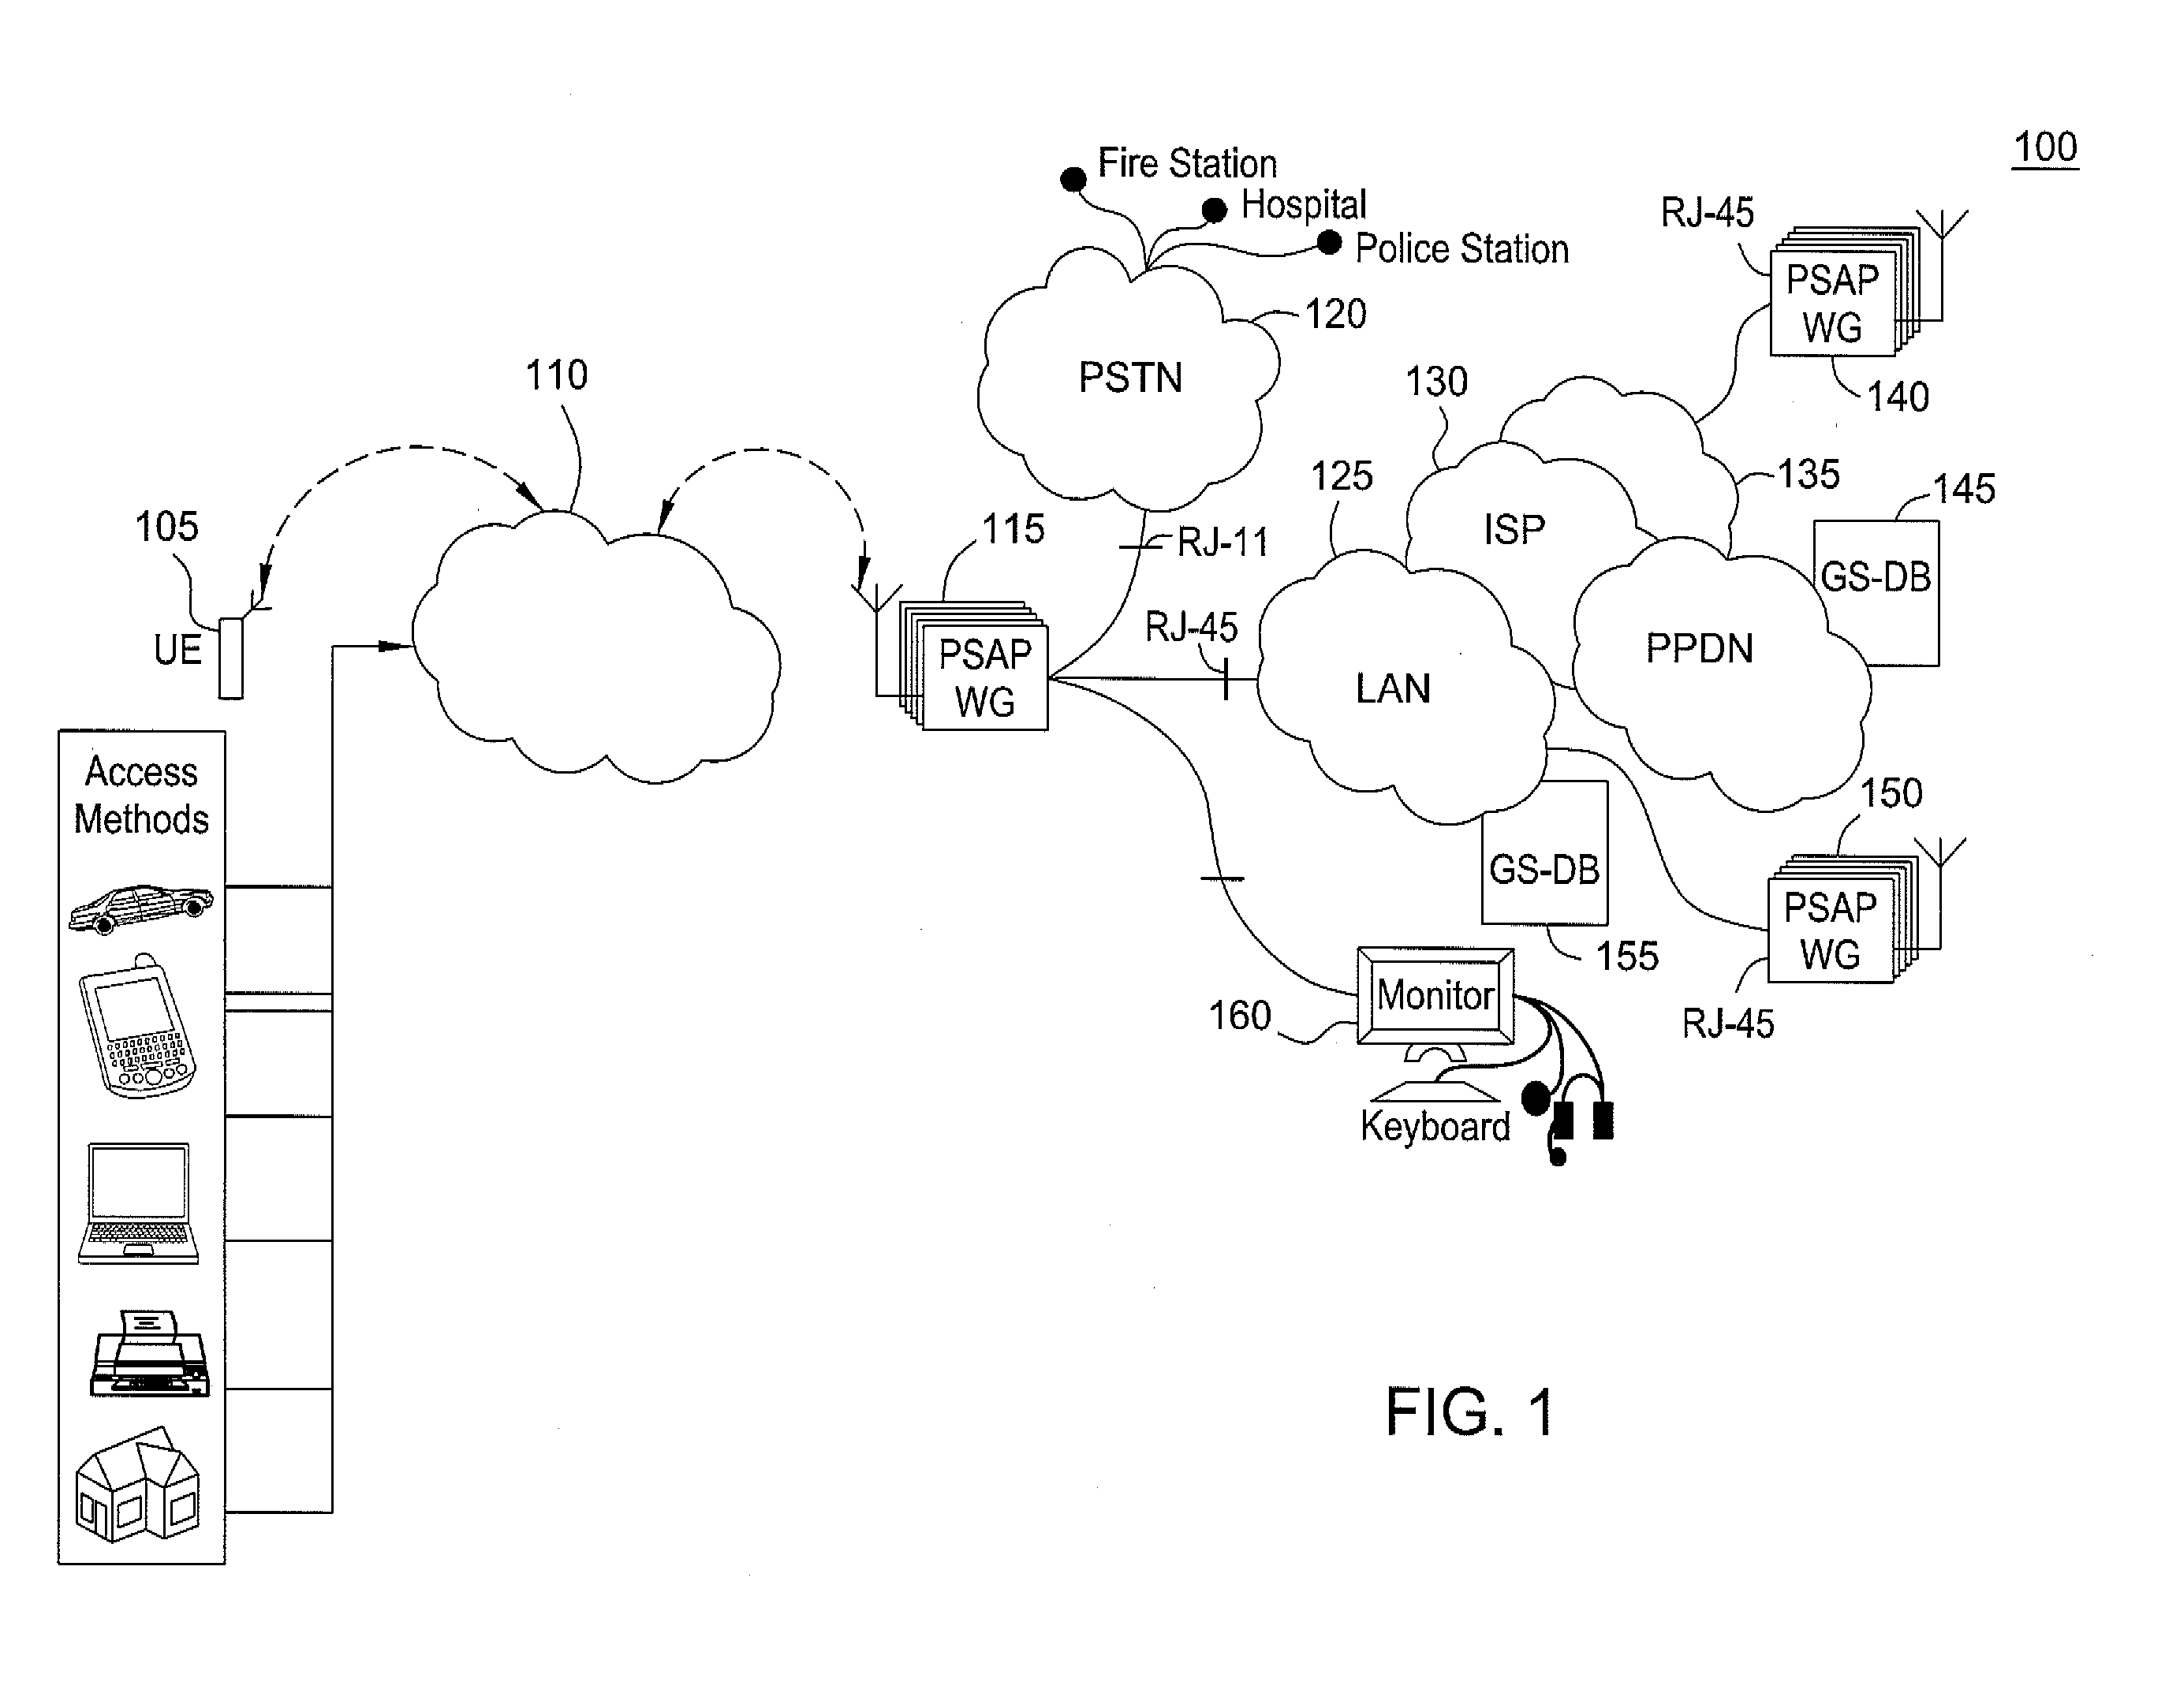 100
Fire Station
Hospital
Police Station
RJ-45
PSAP
WG
140
120
PSTN
110
130
125
135
145
ISP
GS-DB
105
115
RJ-11
UE
PSAP
WG
RJ-45
LAN
PPDN
Access
Methods
150
GS-DB
155
PSAP
WG
RJ-45
160
Monitor
Keyboard
FIG. 1